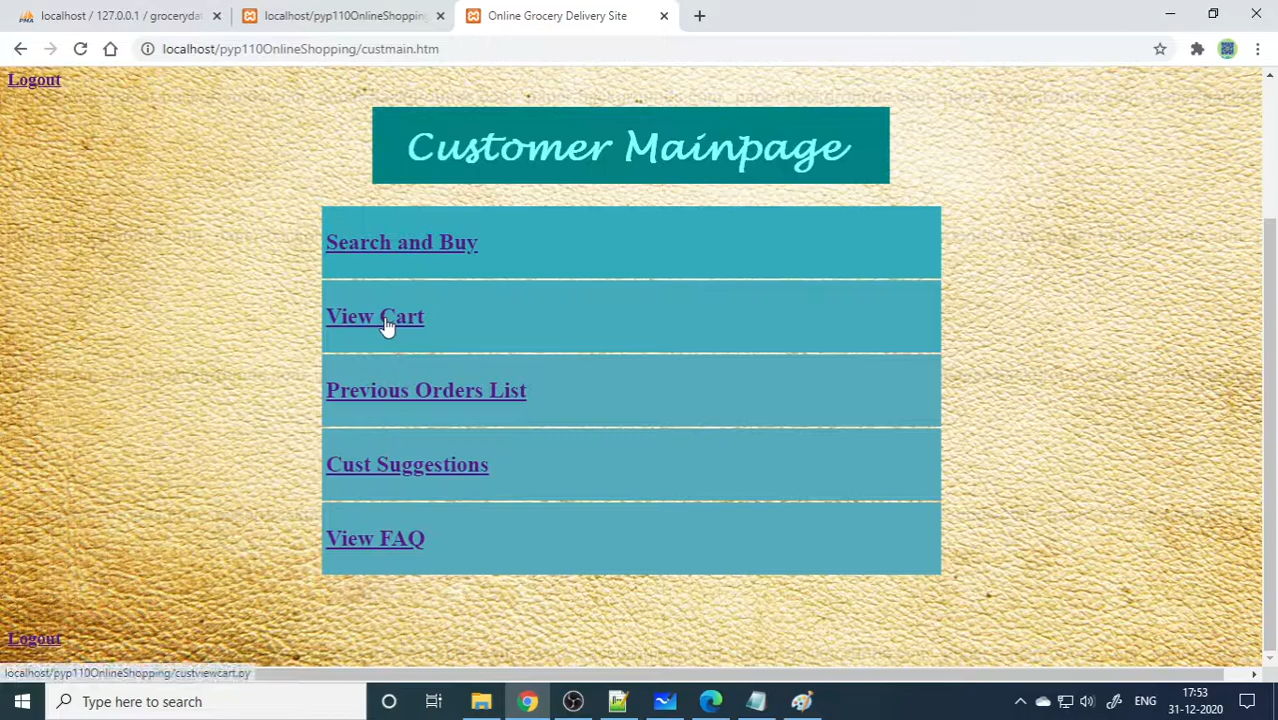 localhost / 127.0.0.1 / grocerydat
localhost/pyp110OnlineShopping
Online Grocery Delivery Site
localhost/pyp110OnlineShopping/custmain.htm
Logout
Customer Mainpage
Search and Buy
View Cart
Previous Orders List
Cust Suggestions
View FAQ
Logout
localhost/pyp110OnlineShopping/custviewcart.py
Type here to search
ENG
17:53
31-12-2020